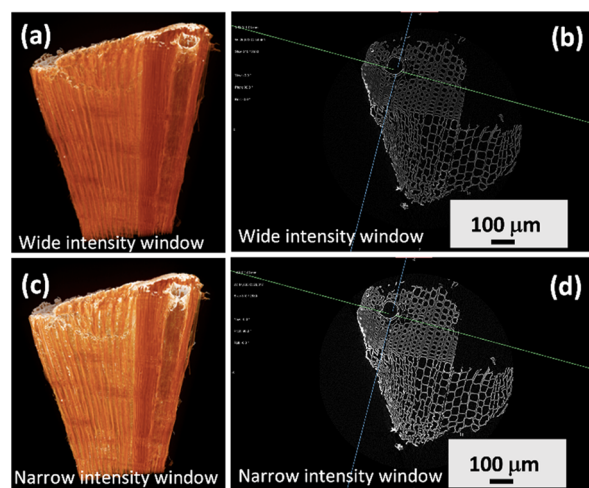 (a)
Wide intensity window
(b)
Wide intensity window
100 μm
(c)
Narrow intensity window
(d)
Narrow intensity window
100 μm